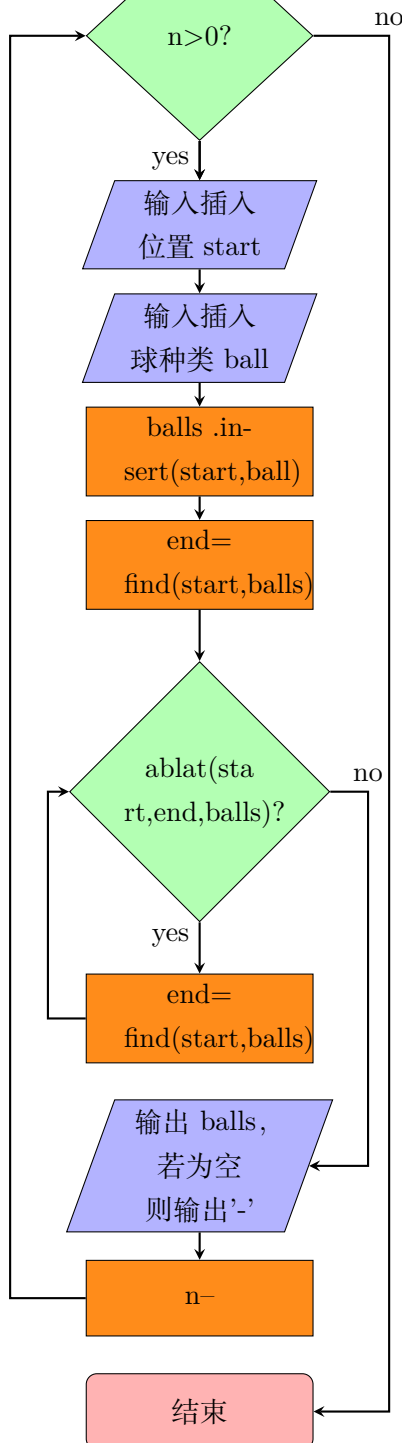 no
n>0?
yes
输入插入
位置 start
输入插入
球种类 ball
balls .in-
sert(start,ball)
end=
find(start,balls)
ablat(sta
rt,end,balls)?
no
yes
end=
find(start,balls)
输出 balls,
若为空
则输出'-'
n–
结束